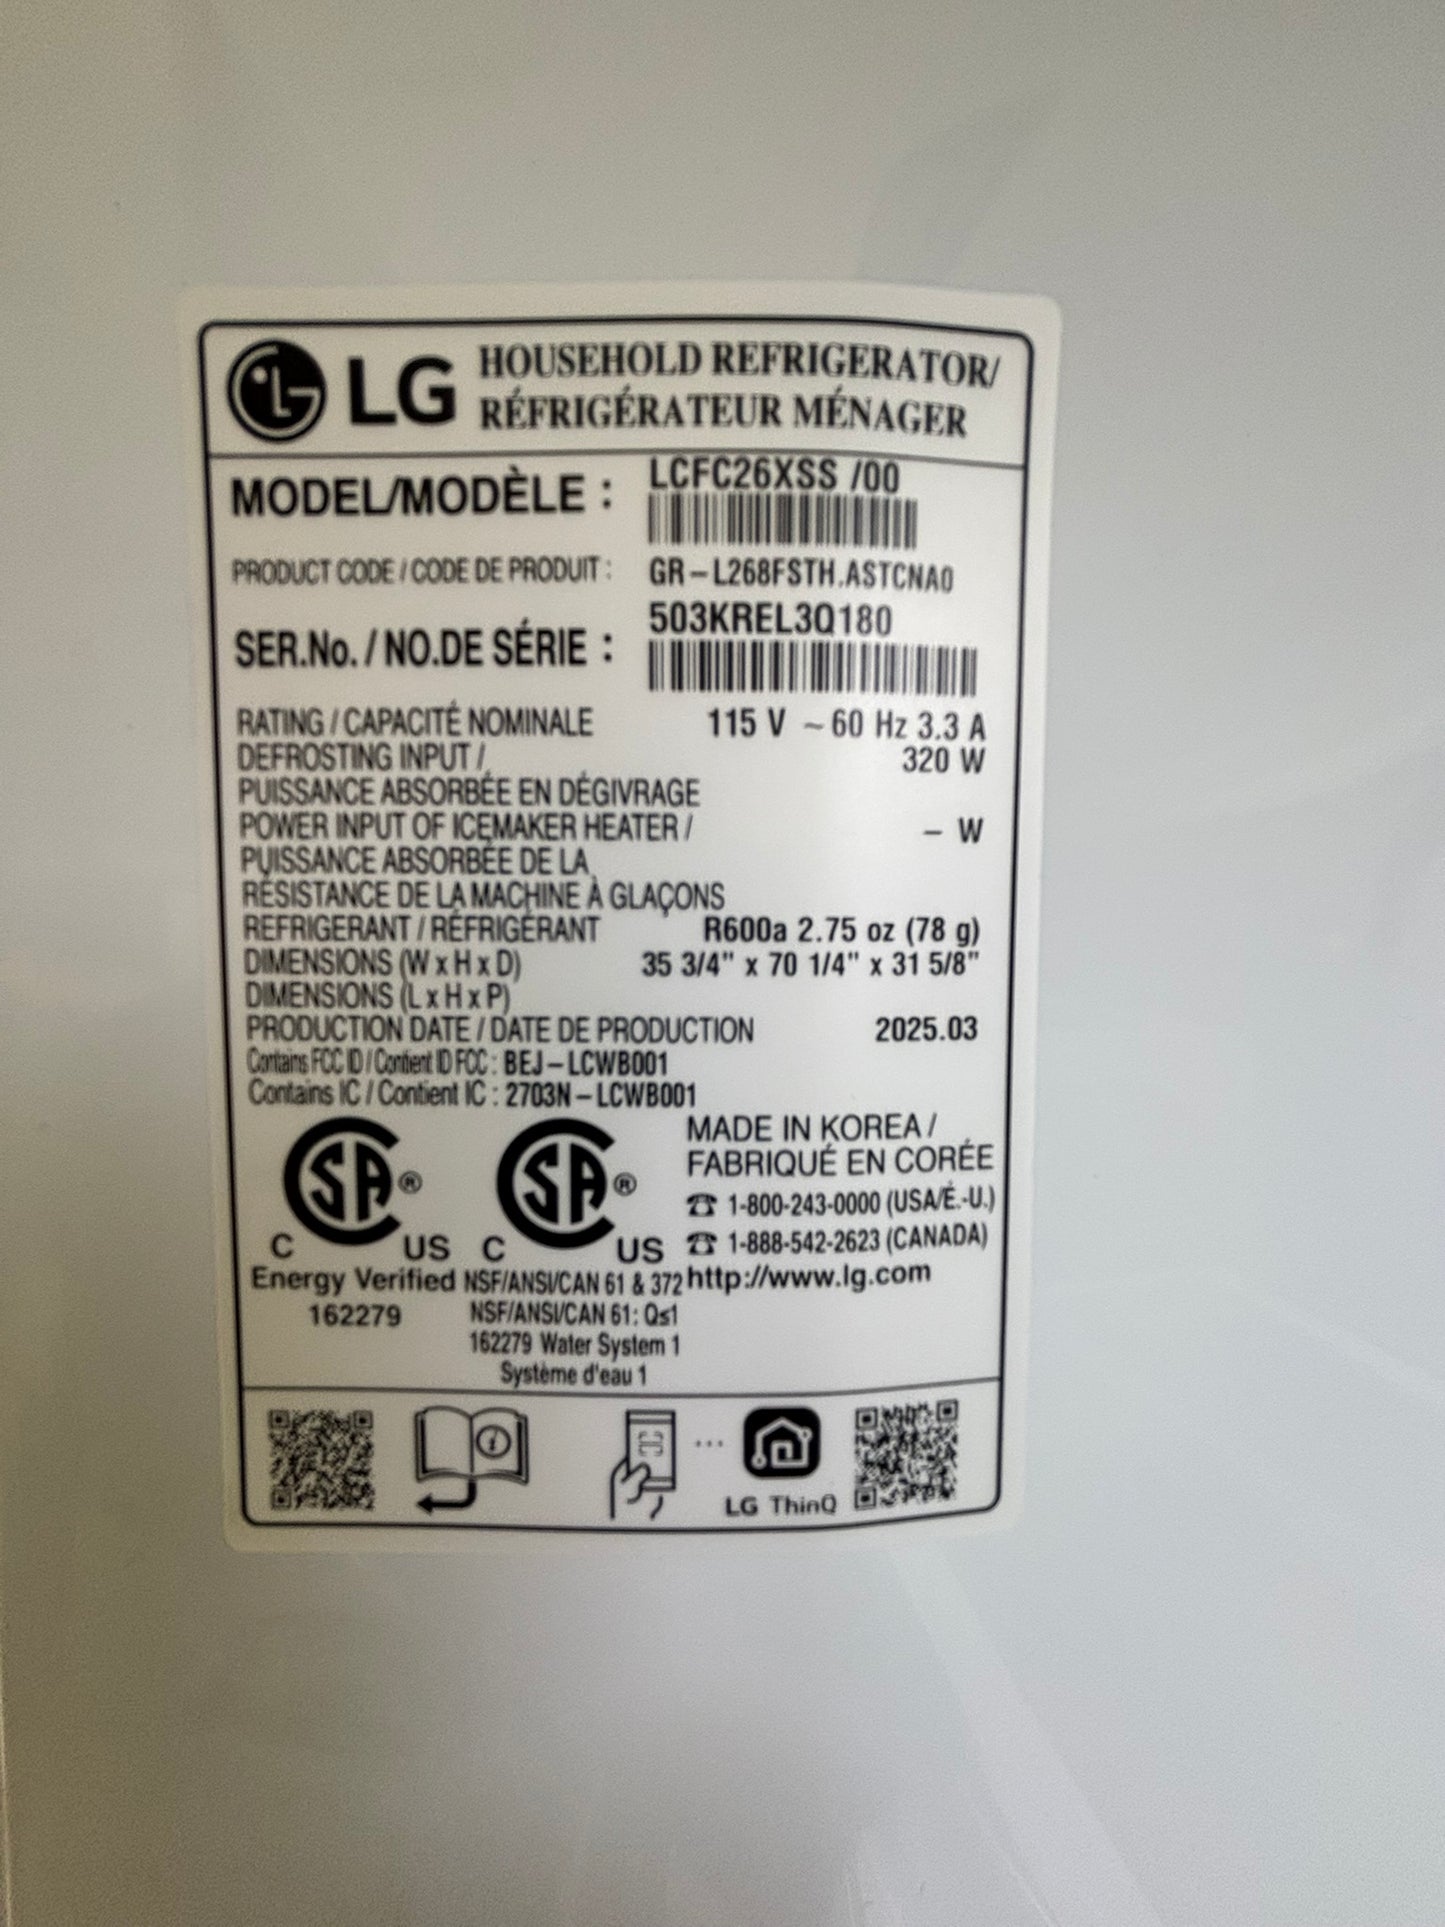 LG HOUSEHOLD REFRIGERATOR/
RÉFRIGÉRATEUR MÉNAGER
MODEL/MODÈLE : LCFC26XSS /00
PRODUCT CODE / CODE DE PRODUIT : GR-L268FSTH.ASTCNA0
SER.No. / NO.DE SÉRIE : 503KREL3Q180
RATING / CAPACITÉ NOMINALE 115 V ~ 60 Hz 3.3 A
DEFROSTING INPUT / 320 W
PUISSANCE ABSORBÉE EN DÉGIVRAGE
POWER INPUT OF ICEMAKER HEATER / – W
PUISSANCE ABSORBÉE DE LA
RÉSISTANCE DE LA MACHINE À GLAÇONS
REFRIGERANT / RÉFRIGÉRANT R600a 2.75 oz (78 g)
DIMENSIONS (W x H x D) 35 3/4" x 70 1/4" x 31 5/8"
DIMENSIONS (L x H x P)
PRODUCTION DATE / DATE DE PRODUCTION 2025.03
Contains FCC ID / Contient ID FCC : BEJ-LCWB001
Contains IC / Contient IC : 2703N-LCWB001
MADE IN KOREA /
FABRIQUÉ EN CORÉE
☎ 1-800-243-0000 (USA/É.-U.)
☎ 1-888-542-2623 (CANADA)
http://www.lg.com
C SA ® US
Energy Verified
162279
C SA ® US
NSF/ANSI/CAN 61 & 372
NSF/ANSI/CAN 61: Q≤1
162279 Water System 1
Système d'eau 1
LG ThinQ